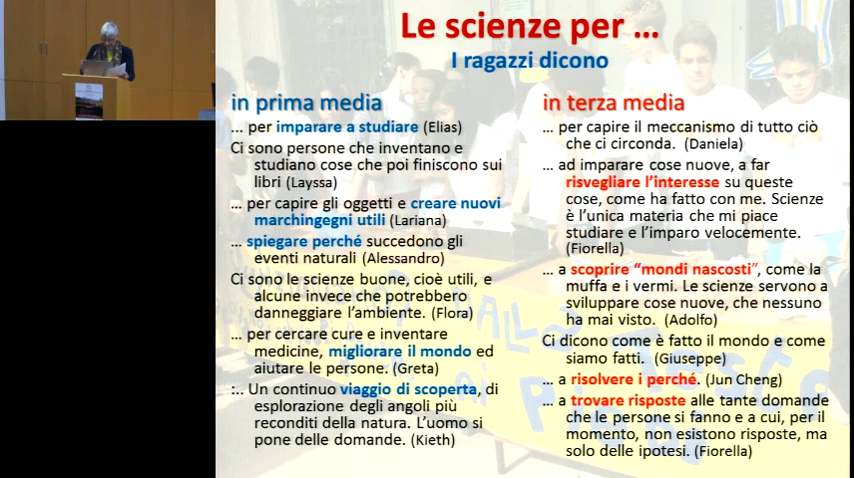 Le scienze per ...
I ragazzi dicono
in prima media
... per imparare a studiare (Elias)
Ci sono persone che inventano e
studiano cose che poi finiscono sui
libri (Layssa)
... per capire gli oggetti e creare nuovi
marchingegni utili (Lariana)
... spiegare perché succedono gli
eventi naturali (Alessandro)
Ci sono le scienze buone, cioè utili, e
alcune invece che potrebbero
danneggiare l'ambiente. (Flora)
... per cercare cure e inventare
medicine, migliorare il mondo ed
aiutare le persone. (Greta)
:.. Un continuo viaggio di scoperta, di
esplorazione degli angoli più
reconditi della natura. L'uomo si
pone delle domande. (Kieth)
in terza media
... per capire il meccanismo di tutto ciò
che ci circonda. (Daniela)
... ad imparare cose nuove, a far
risvegliare l'interesse su queste
cose, come ha fatto con me. Scienze
è l'unica materia che mi piace
studiare e l'imparo velocemente.
(Fiorella)
... a scoprire "mondi nascosti", come la
muffa e i vermi. Le scienze servono a
sviluppare cose nuove, che nessuno
ha mai visto. (Adolfo)
Ci dicono come è fatto il mondo e come
siamo fatti. (Giuseppe)
... a risolvere i perché. (Jun Cheng)
... a trovare risposte alle tante domande
che le persone si fanno e a cui, per il
momento, non esistono risposte, ma
solo delle ipotesi. (Fiorella)